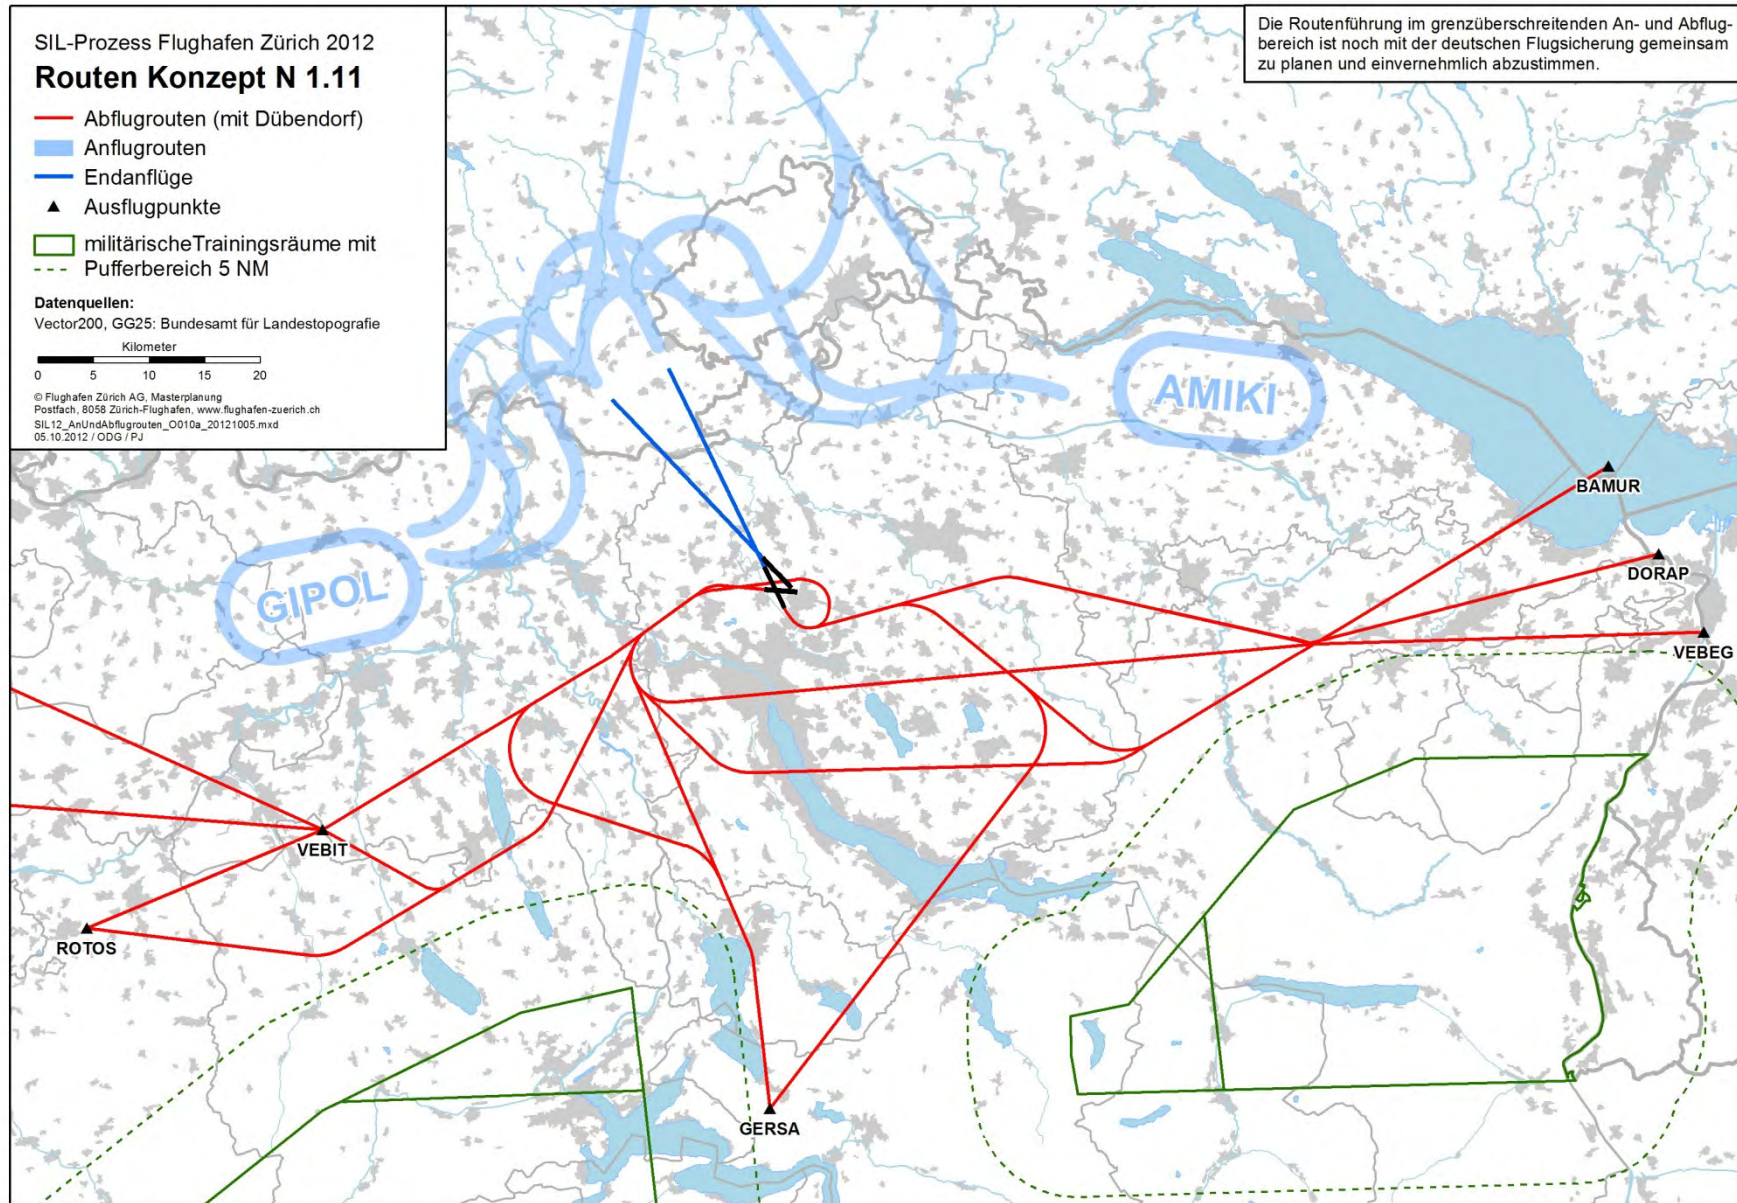 SIL-Prozess Flughafen Zürich 2012
Routen Konzept N 1.11
Abflugrouten (mit Dübendorf)
Anflugrouten
Endanflüge
Ausflugpunkte
militärischeTrainingsräume mit
Pufferbereich 5 NM
Datenquellen:
Vector200, GG25: Bundesamt für Landestopografie
Kilometer
0 5 10 15 20
© Flughafen Zürich AG, Masterplanung
Postfach, 8058 Zürich-Flughafen, www.flughafen-zuerich.ch
SIL12_AnUndAbflugrouten_O010a_20121005.mxd
05.10.2012 / ODG / PJ
Die Routenführung im grenzüberschreitenden An- und Abflug-
bereich ist noch mit der deutschen Flugsicherung gemeinsam
zu planen und einvernehmlich abzustimmen.
AMIKI
BAMUR
DORAP
GIPOL
VEBEG
VEBIT
ROTOS
GERSA